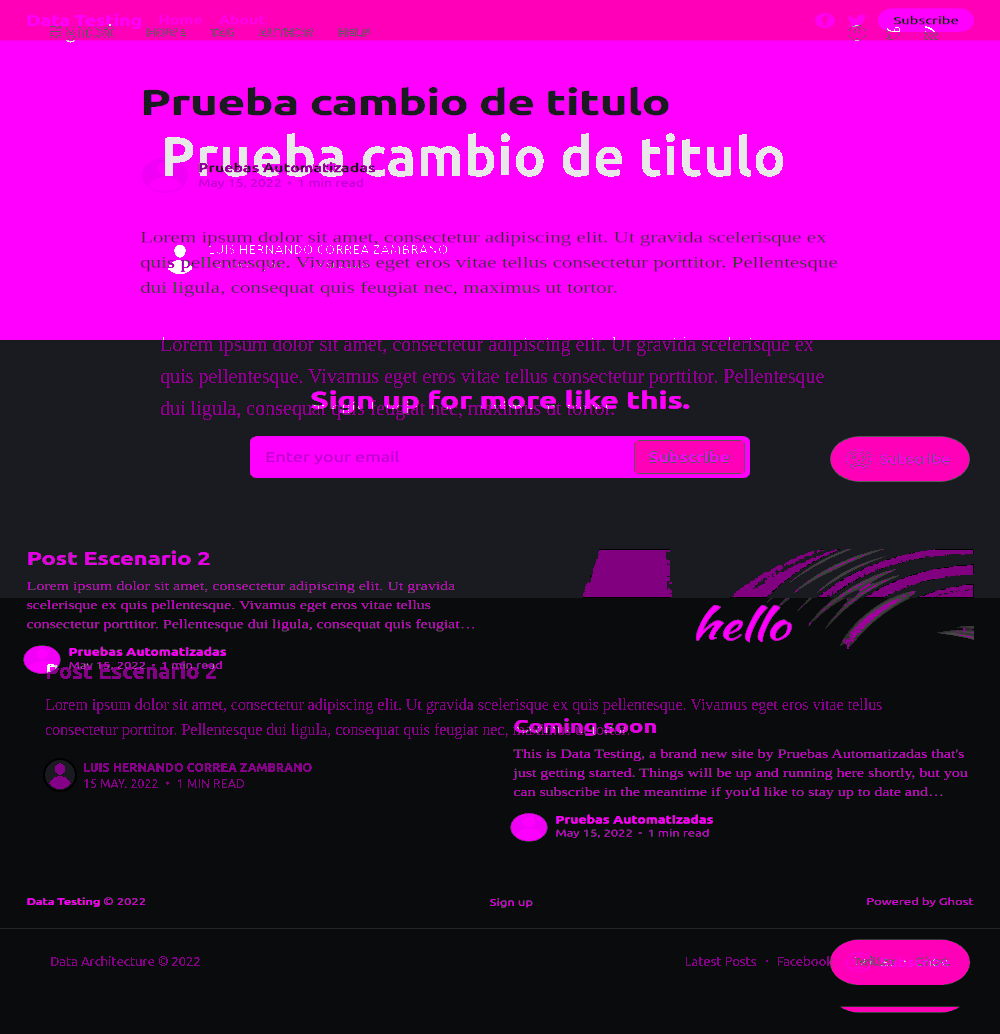 Data Testing Home About Subscribe
Prueba cambio de titulo
Prueba cambio de titulo
Pruebas Automatizadas
May 15, 2022 • 1 min read
Lorem ipsum dolor sit amet, consectetur adipiscing elit. Ut gravida scelerisque ex
LUIS HERNANDO CORREA ZAMBRANO
quis pellentesque. Vivamus eget eros vitae tellus consectetur porttitor. Pellentesque
dui ligula, consequat quis feugiat nec, maximus ut tortor.
Lorem ipsum dolor sit amet, consectetur adipiscing elit. Ut gravida scelerisque ex
quis pellentesque. Vivamus eget eros vitae tellus consectetur porttitor. Pellentesque
Sign up for more like this.
dui ligula, consequat quis feugiat nec, maximus ut tortor.
Enter your email Subscribe
Subscribe
Post Escenario 2
Lorem ipsum dolor sit amet, consectetur adipiscing elit. Ut gravida
scelerisque ex quis pellentesque. Vivamus eget eros vitae tellus
consectetur porttitor. Pellentesque dui ligula, consequat quis feugiat…
hello
Pruebas Automatizadas
May 15, 2022 • 1 min read
Post Escenario 2
Lorem ipsum dolor sit amet, consectetur adipiscing elit. Ut gravida scelerisque ex quis pellentesque. Vivamus eget eros vitae tellus
consectetur porttitor. Pellentesque dui ligula, consequat quis feugiat nec, maximus ut tortor.
Coming soon
This is Data Testing, a brand new site by Pruebas Automatizadas that's
just getting started. Things will be up and running here shortly, but you
can subscribe in the meantime if you'd like to stay up to date and…
LUIS HERNANDO CORREA ZAMBRANO
15 MAY. 2022 • 1 MIN READ
Pruebas Automatizadas
May 15, 2022 • 1 min read
Data Testing © 2022 Sign up Powered by Ghost
Data Architecture © 2022 Latest Posts • Facebook